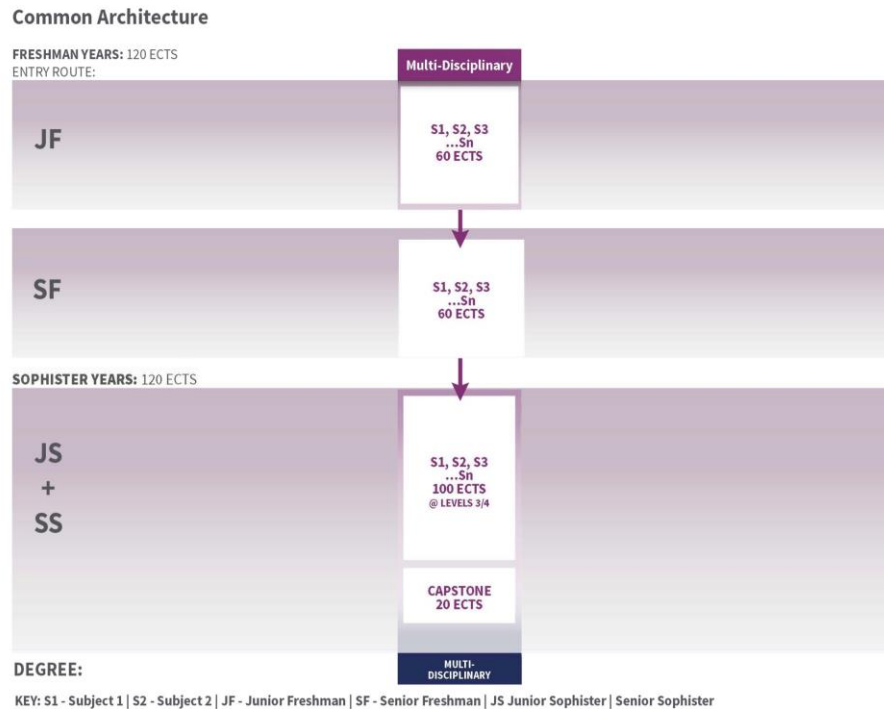 Common Architecture
FRESHMAN YEARS: 120 ECTS
ENTRY ROUTE:
Multi-Disciplinary
JF
S1, S2, S3
...Sn
60 ECTS
SF
S1, S2, S3
...Sn
60 ECTS
SOPHISTER YEARS: 120 ECTS
JS
+
SS
S1, S2, S3
...Sn
100 ECTS
@ LEVELS 3/4
CAPSTONE
20 ECTS
DEGREE:
MULTI-
DISCIPLINARY
KEY: S1 - Subject 1 | S2 - Subject 2 | JF - Junior Freshman | SF - Senior Freshman | JS Junior Sophister | Senior Sophister